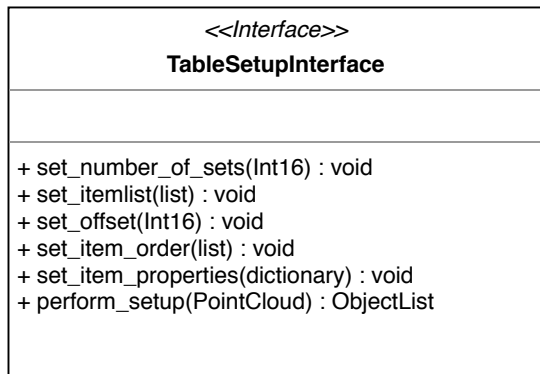 <<Interface>>
TableSetupInterface
+ set_number_of_sets(Int16) : void
+ set_itemlist(list) : void
+ set_offset(Int16) : void
+ set_item_order(list) : void
+ set_item_properties(dictionary) : void
+ perform_setup(PointCloud) : ObjectList